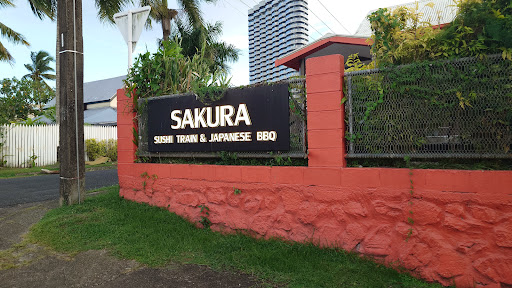 SAKURA
SUSHI TRAIN & JAPANESE BBQ